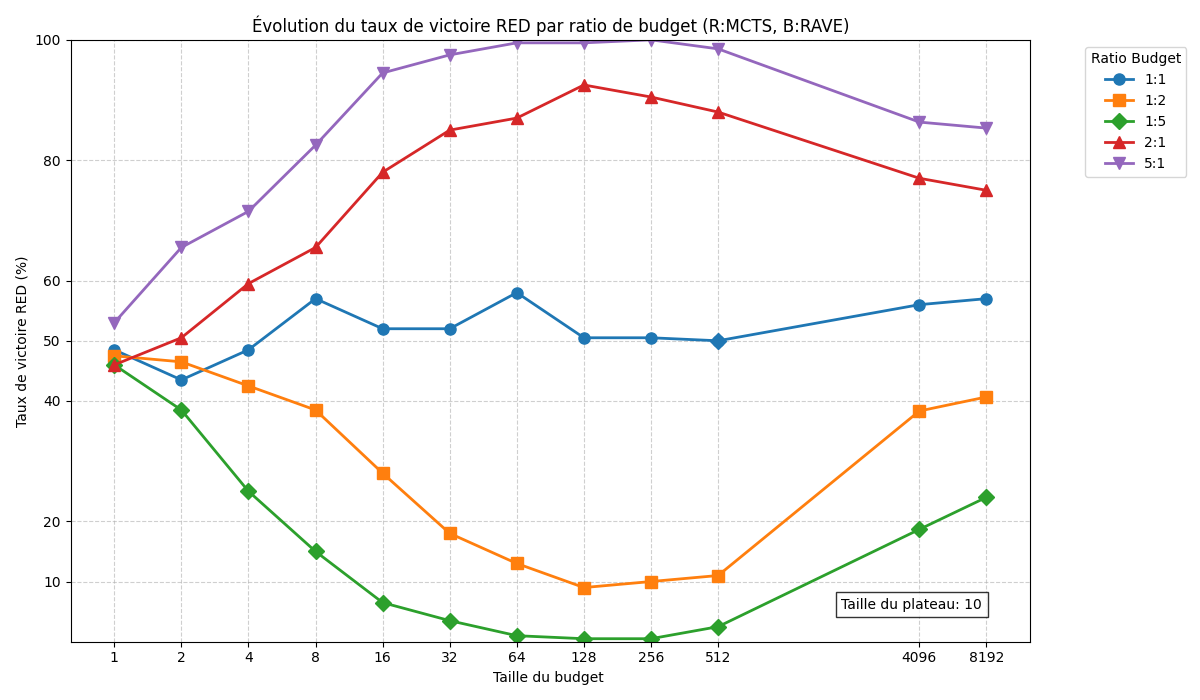 Évolution du taux de victoire RED par ratio de budget (R:MCTS, B:RAVE)
Ratio Budget
1:1
1:2
1:5
2:1
5:1
Taux de victoire RED (%)
100
80
60
50
40
20
10
Taille du plateau: 10
1 2 4 8 16 32 64 128 256 512 4096 8192
Taille du budget